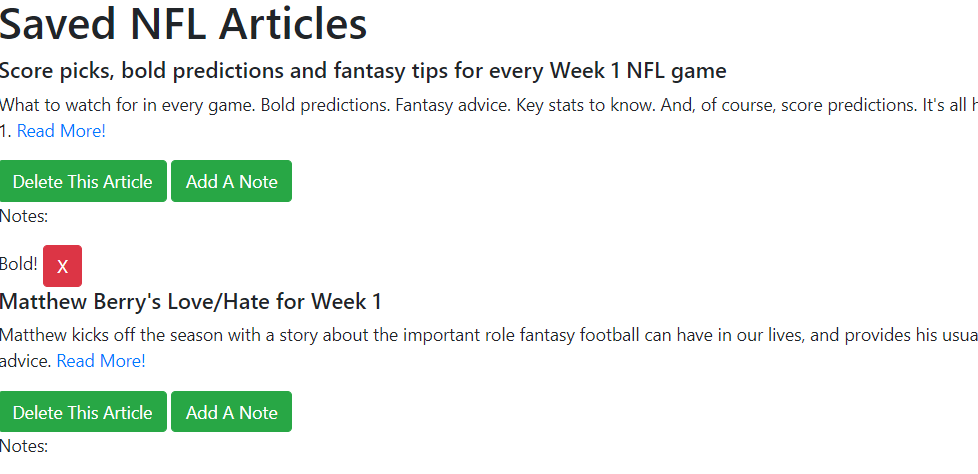 Saved NFL Articles
Score picks, bold predictions and fantasy tips for every Week 1 NFL game
What to watch for in every game. Bold predictions. Fantasy advice. Key stats to know. And, of course, score predictions. It's all
1. Read More!
Delete This Article Add A Note
Notes:
Bold! X
Matthew Berry's Love/Hate for Week 1
Matthew kicks off the season with a story about the important role fantasy football can have in our lives, and provides his
advice. Read More!
Delete This Article Add A Note
Notes: